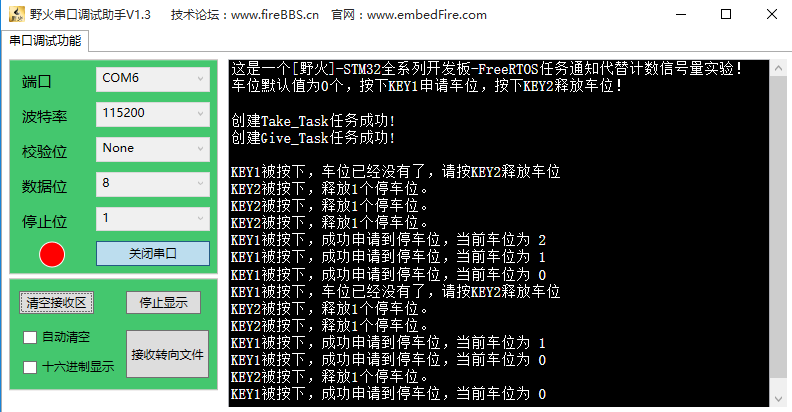 野火串口调试助手V1.3 技术论坛：www.fireBBS.cn 官网：www.embedFire.com
串口调试功能
端口 COM6
波特率 115200
校验位 None
数据位 8
停止位 1
关闭串口
清空接收区 停止显示
自动清空
十六进制显示
接收转向文件
这是一个[野火]-STM32全系列开发板-FreeRTOS任务通知代替计数信号量实验！
车位默认值为0个，按下KEY1申请车位，按下KEY2释放车位！
创建Take_Task任务成功!
创建Give_Task任务成功!
KEY1被按下，车位已经没有了，请按KEY2释放车位
KEY2被按下，释放1个停车位。
KEY2被按下，释放1个停车位。
KEY2被按下，释放1个停车位。
KEY1被按下，成功申请到停车位，当前车位为 2
KEY1被按下，成功申请到停车位，当前车位为 1
KEY1被按下，成功申请到停车位，当前车位为 0
KEY1被按下，车位已经没有了，请按KEY2释放车位
KEY2被按下，释放1个停车位。
KEY2被按下，释放1个停车位。
KEY1被按下，成功申请到停车位，当前车位为 1
KEY1被按下，成功申请到停车位，当前车位为 0
KEY2被按下，释放1个停车位。
KEY1被按下，成功申请到停车位，当前车位为 0